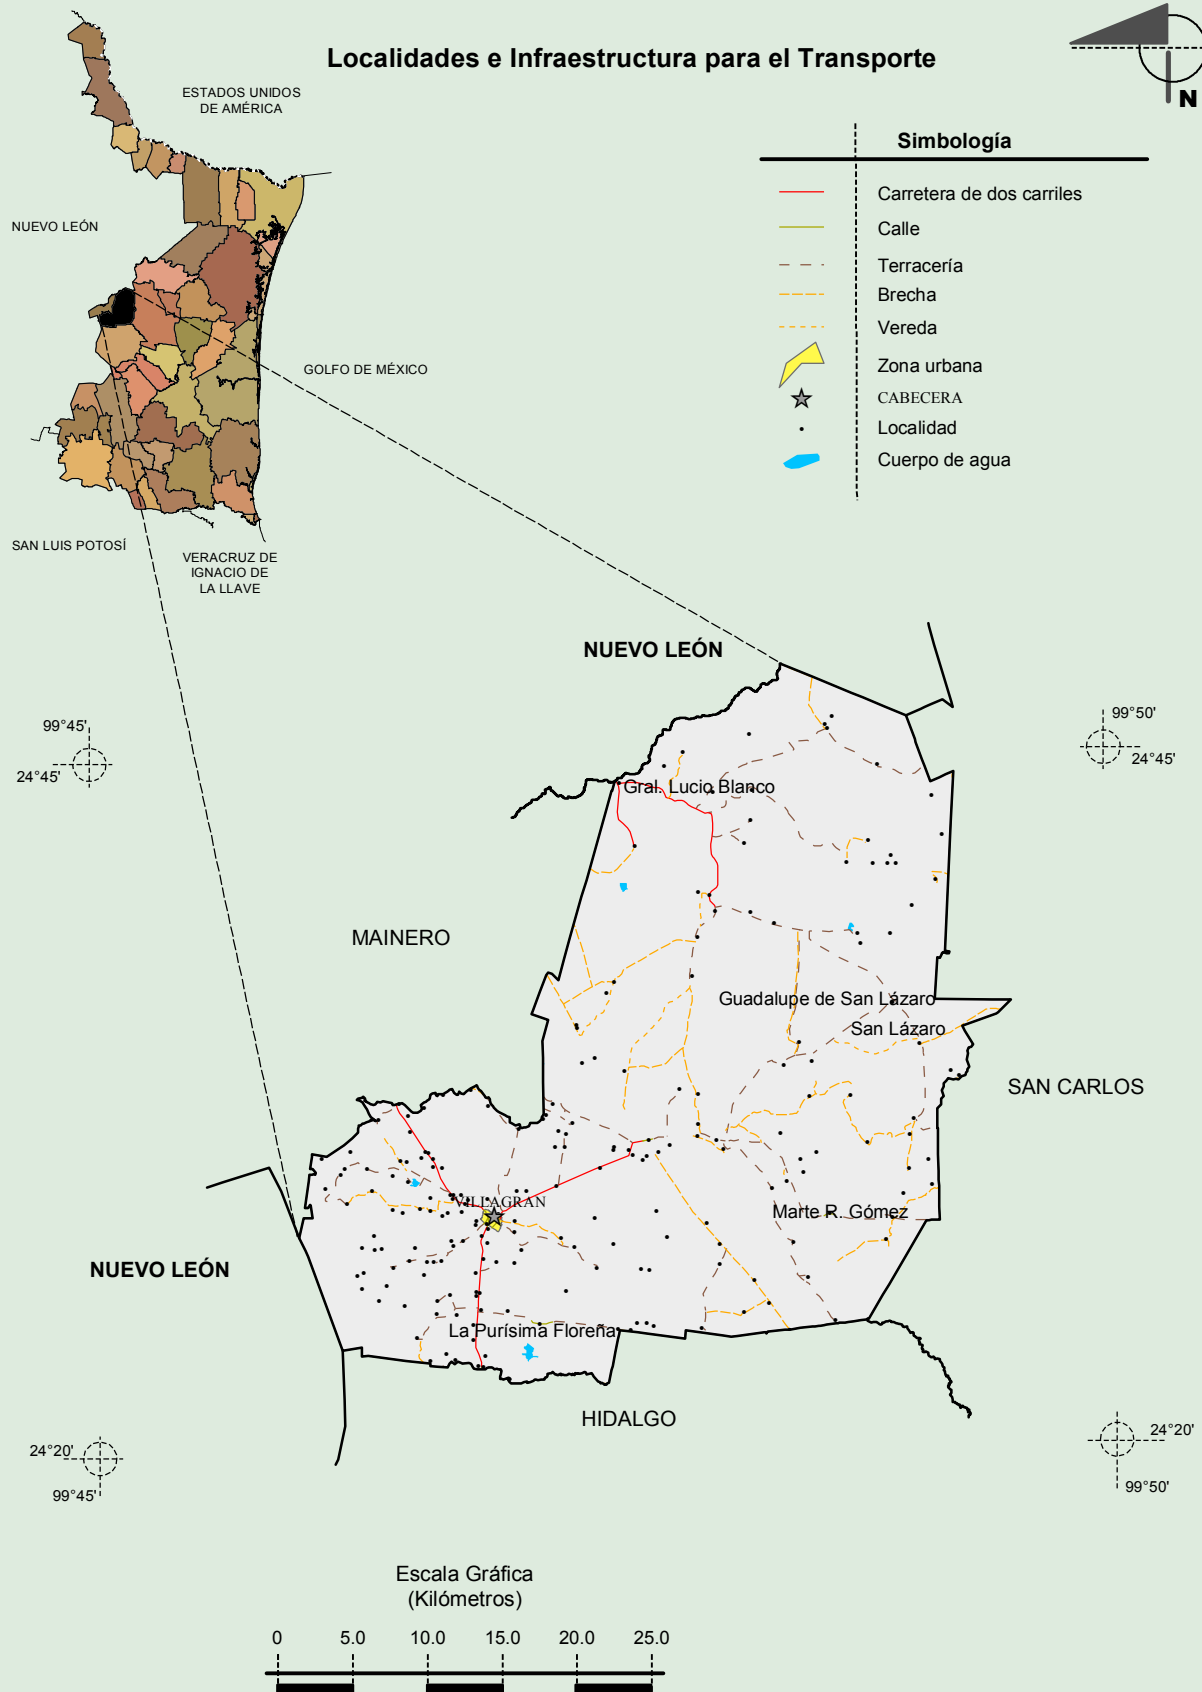 Localidades e Infraestructura para el Transporte
N
ESTADOS UNIDOS
DE AMÉRICA
NUEVO LEÓN
GOLFO DE MÉXICO
SAN LUIS POTOSÍ
VERACRUZ DE
IGNACIO DE
LA LLAVE
Simbología
Carretera de dos carriles
Calle
Terracería
Brecha
Vereda
Zona urbana
CABECERA
Localidad
Cuerpo de agua
NUEVO LEÓN
99°45'
24°45'
99°50'
24°45'
Gral. Lucio Blanco
MAINERO
Guadalupe de San Lázaro
San Lázaro
SAN CARLOS
VILLAGRÁN
Marte R. Gómez
NUEVO LEÓN
La Purísima Floreña
HIDALGO
24°20'
99°45'
24°20'
99°50'
Escala Gráfica
(Kilómetros)
0 5.0 10.0 15.0 20.0 25.0